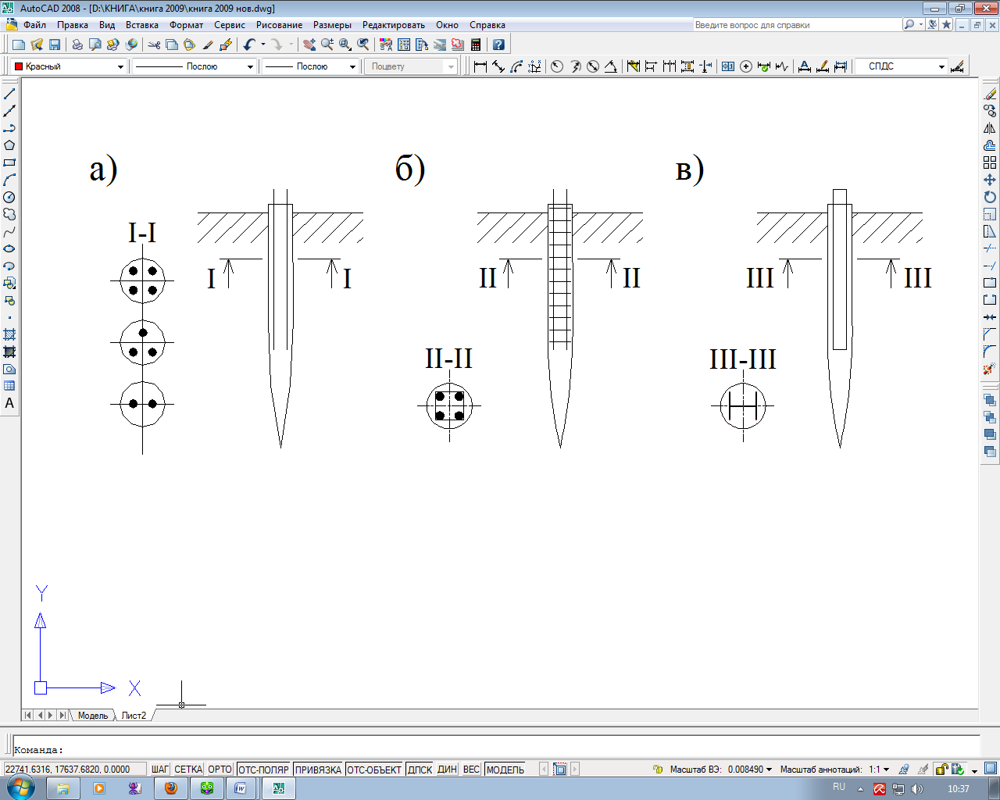 AutoCAD 2008 - [D:\КНИГА\книга 2009\книга 2009 нов.dwg]
Файл Правка Вид Вставка Формат Сервис Рисование Размеры Редактировать Окно Справка
Введите вопрос для справки
Красный Послою Послою Поцвету СПДС
а) б) в)
I-I
I I II II III III
II-II III-III
Y
X
Модель Лист2
Команда:
22741.6316, 17637.6820, 0.0000 ШАГ СЕТКА ОРТО ОТС-ПОЛЯР ПРИВЯЗКА ОТС-ОБЪЕКТ ДПСК ДИН ВЕС МОДЕЛЬ Масштаб ВЭ: 0.008490 Масштаб аннотаций: 1:1
RU 10:37